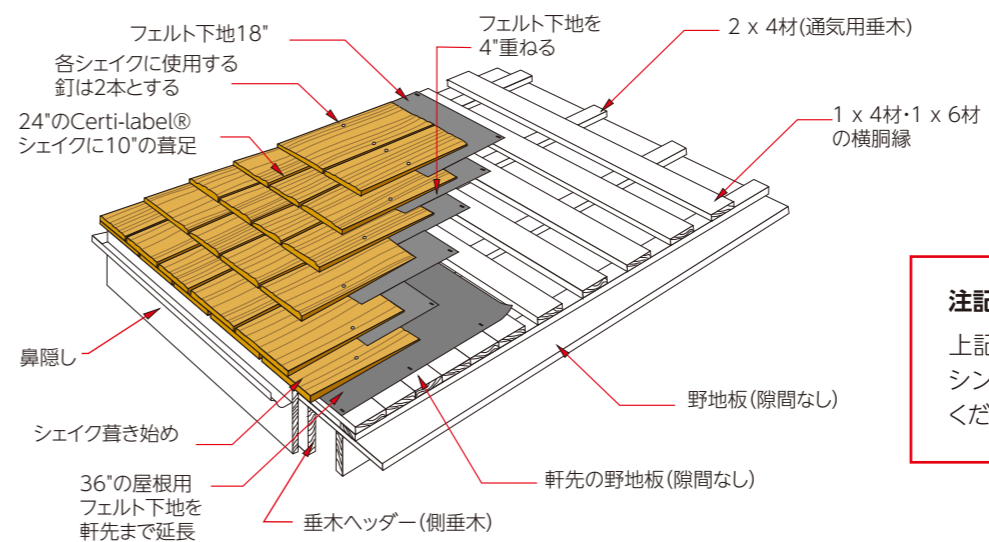 フェルト下地18"
各シェイクに使用する
釘は2本とする
24"のCerti-label®
シェイクに10"の葺足
フェルト下地を
4"重ねる
2 x 4材(通気用垂木)
1 x 4材・1 x 6材
の横胴縁
鼻隠し
シェイク葺き始め
36"の屋根用
フェルト下地を
軒先まで延長
垂木ヘッダー(側垂木)
軒先の野地板(隙間なし)
野地板(隙間なし)
注記
上記
シン
くだ